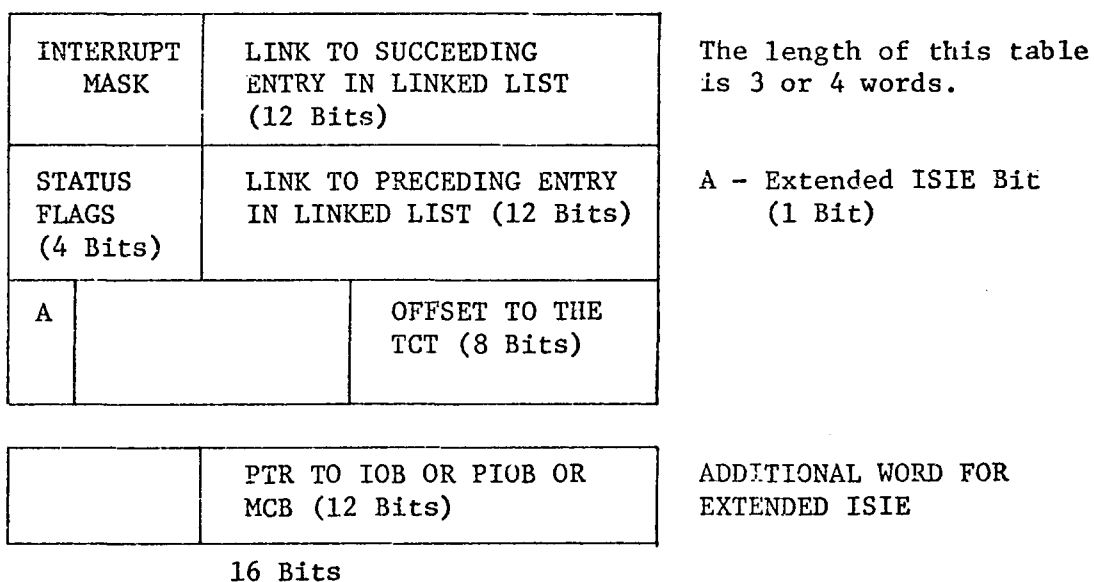 INTERRUPT
MASK
LINK TO SUCCEEDING
ENTRY IN LINKED LIST
(12 Bits)
The length of this table
is 3 or 4 words.
STATUS
FLAGS
(4 Bits)
LINK TO PRECEDING ENTRY
IN LINKED LIST (12 Bits)
A - Extended ISIE Bit
(1 Bit)
A
OFFSET TO THE
TCT (8 Bits)
PTR TO IOB OR PIOB OR
MCB (12 Bits)
ADDITIONAL WORD FOR
EXTENDED ISIE
16 Bits